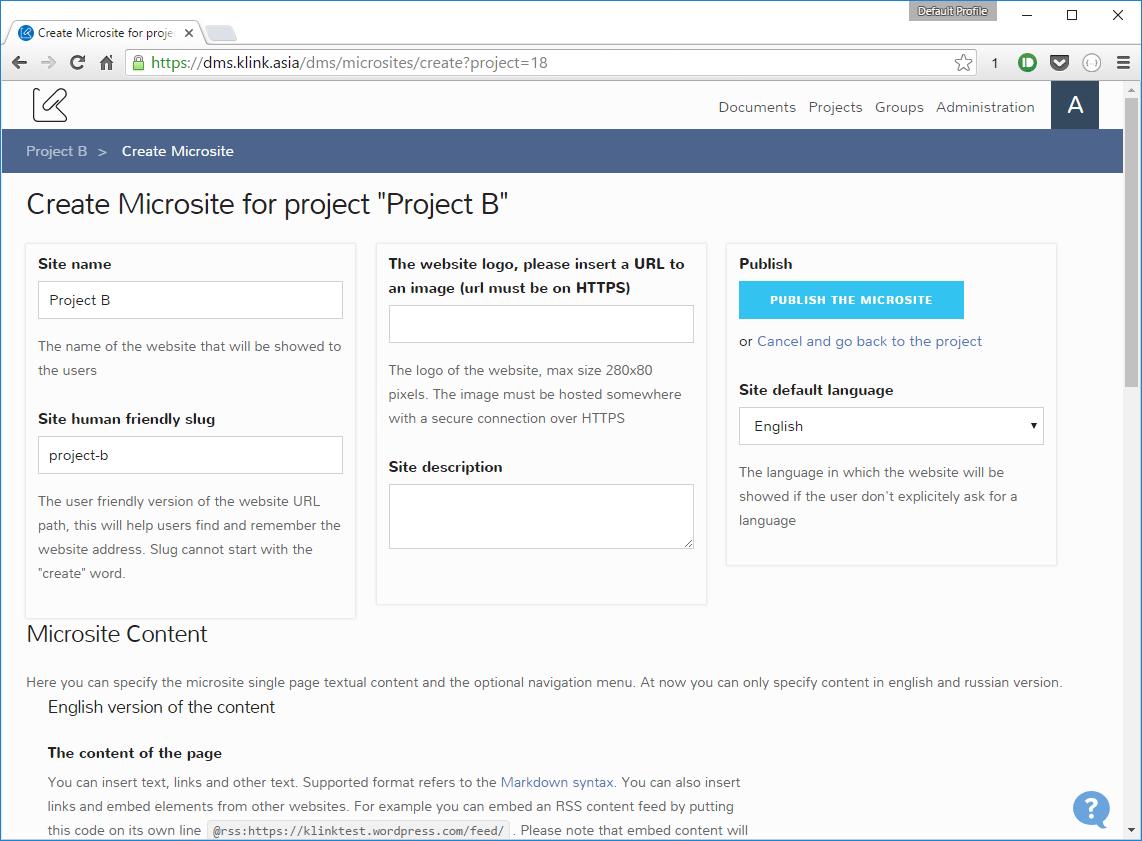 Default Profile
Create Microsite for proje
https://dms.klink.asia/dms/microsites/create?project=18
1
Documents Projects Groups Administration A
Project B > Create Microsite
Create Microsite for project "Project B"
Site name
Project B
The name of the website that will be showed to
the users
Site human friendly slug
project-b
The user friendly version of the website URL
path, this will help users find and remember the
website address. Slug cannot start with the
"create" word.
The website logo, please insert a URL to
an image (url must be on HTTPS)
The logo of the website, max size 280x80
pixels. The image must be hosted somewhere
with a secure connection over HTTPS
Site description
Publish
PUBLISH THE MICROSITE
or Cancel and go back to the project
Site default language
English
The language in which the website will be
showed if the user don't explicitely ask for a
language
Microsite Content
Here you can specify the microsite single page textual content and the optional navigation menu. At now you can only specify content in english and russian version.
English version of the content
The content of the page
You can insert text, links and other text. Supported format refers to the Markdown syntax. You can also insert
links and embed elements from other websites. For example you can embed an RSS content feed by putting
this code on its own line @rss:https://klinktest.wordpress.com/feed/ . Please note that embed content will
?